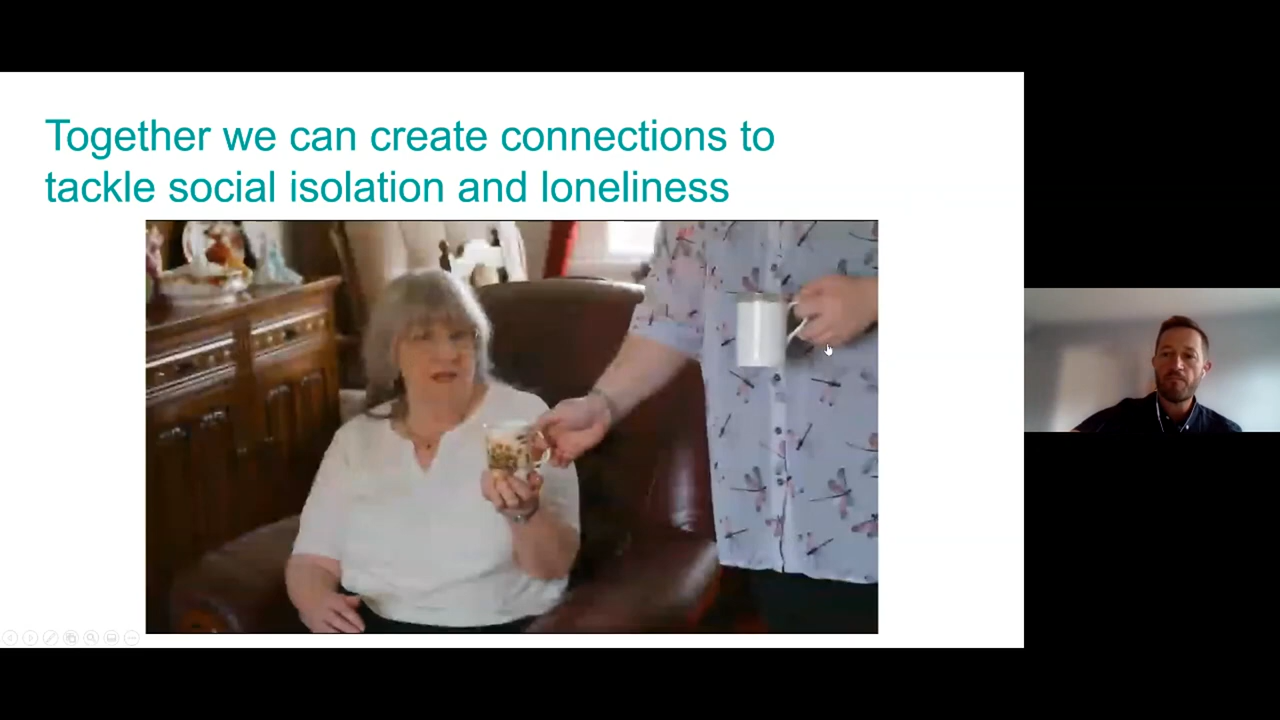 Together we can create connections to
tackle social isolation and loneliness